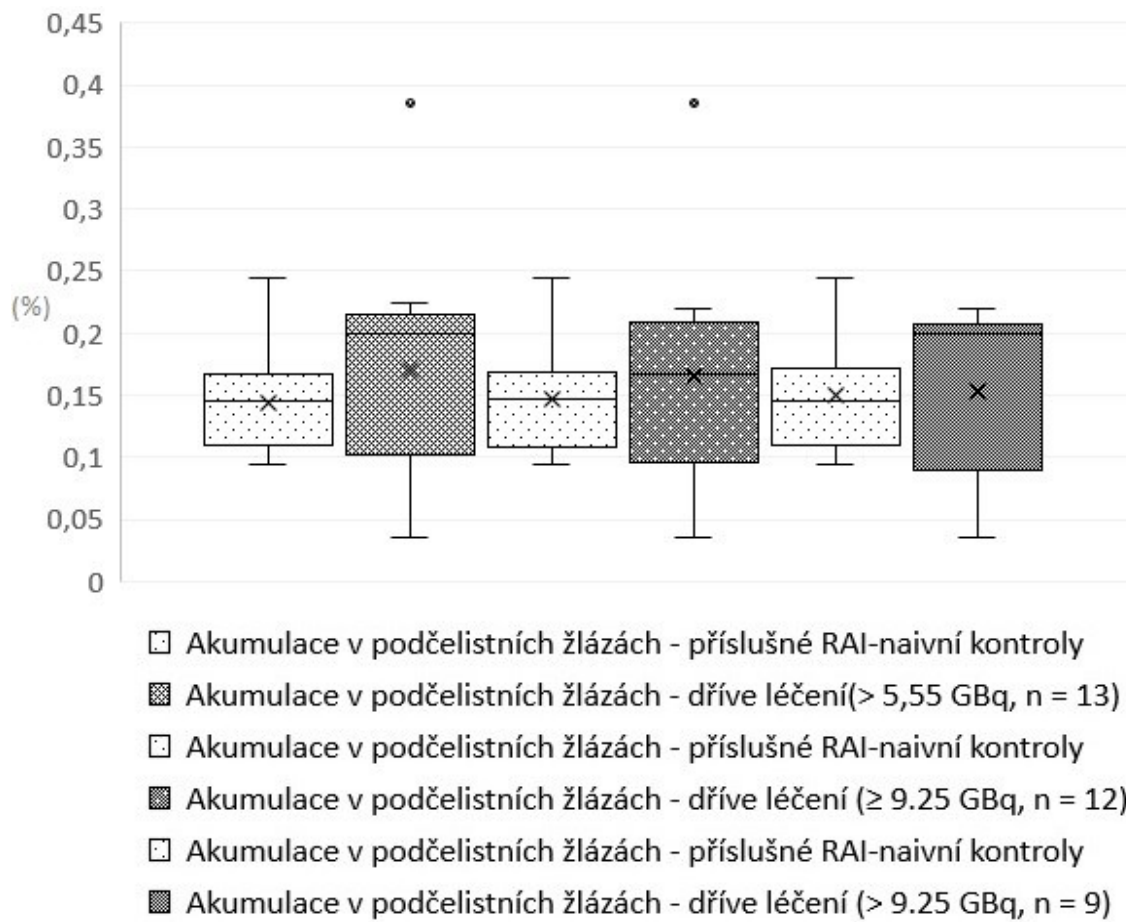 0,45
0,4
0,35
0,3
0,25
(%)
0,2
0,15
0,1
0,05
0
Akumulace v podčelistních žlázách - příslušné RAI-naivní kontroly
Akumulace v podčelistních žlázách - dříve léčení(> 5,55 GBq, n = 13)
Akumulace v podčelistních žlázách - příslušné RAI-naivní kontroly
Akumulace v podčelistních žlázách - dříve léčení (≥ 9.25 GBq, n = 12)
Akumulace v podčelistních žlázách - příslušné RAI-naivní kontroly
Akumulace v podčelistních žlázách - dříve léčení (> 9.25 GBq, n = 9)